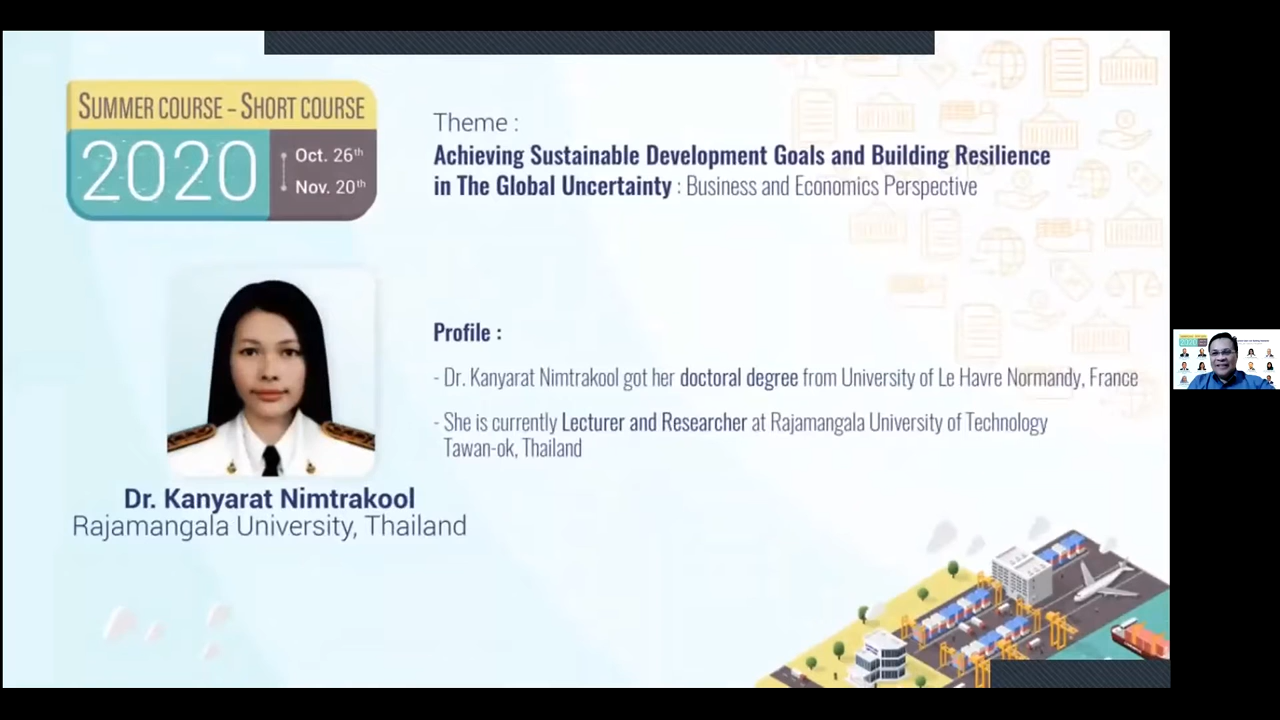 SUMMER COURSE – SHORT COURSE
2020
Oct. 26th
Nov. 20th
Theme :
Achieving Sustainable Development Goals and Building Resilience
in The Global Uncertainty : Business and Economics Perspective
Profile :
- Dr. Kanyarat Nimtrakool got her doctoral degree from University of Le Havre Normandy, France
- She is currently Lecturer and Researcher at Rajamangala University of Technology
Tawan-ok, Thailand
Dr. Kanyarat Nimtrakool
Rajamangala University, Thailand